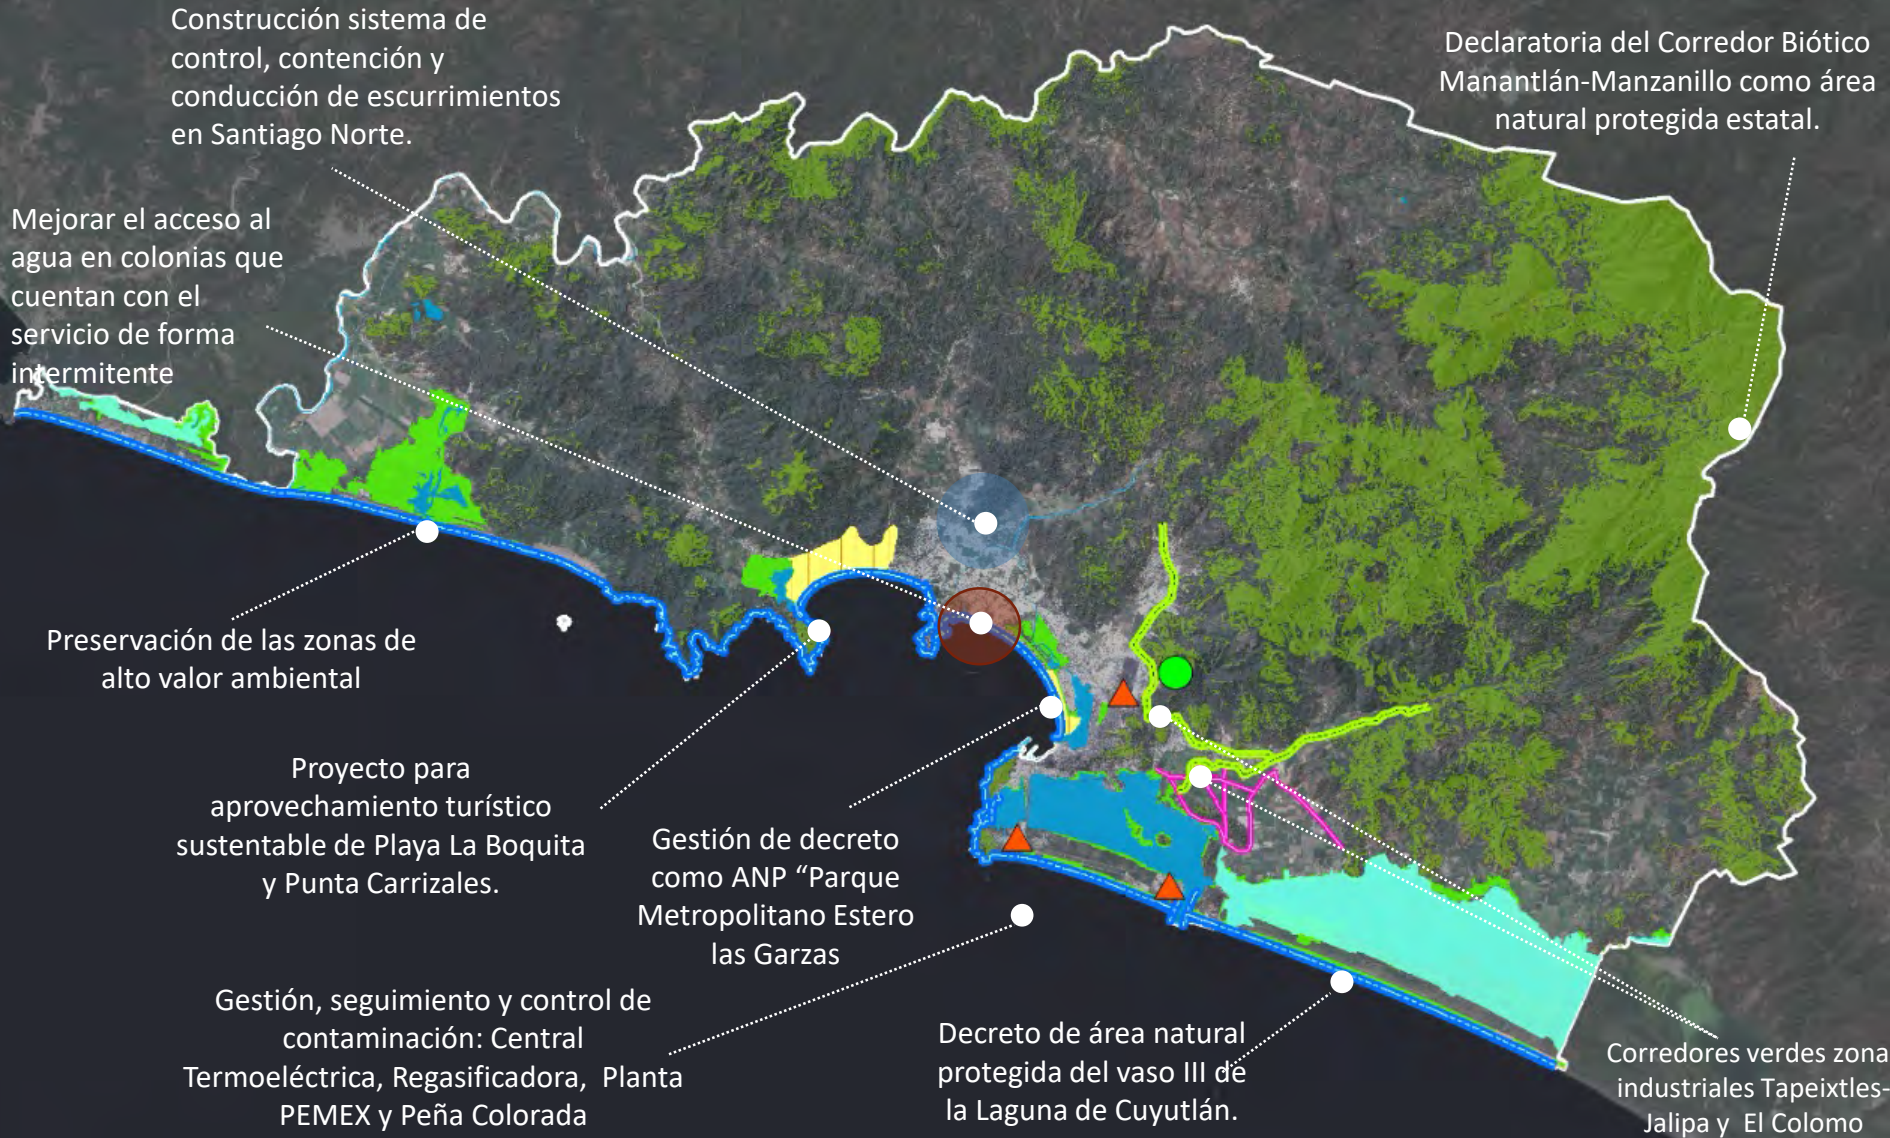 Construcción sistema de
control, contención y
conducción de escurrimientos
en Santiago Norte.
Declaratoria del Corredor Biótico
Manantlán-Manzanillo como área
natural protegida estatal.
Mejorar el acceso al
agua en colonias que
cuentan con el
servicio de forma
intermitente
Preservación de las zonas de
alto valor ambiental
Proyecto para
aprovechamiento turístico
sustentable de Playa La Boquita
y Punta Carrizales.
Gestión de decreto
como ANP “Parque
Metropolitano Estero
las Garzas
Gestión, seguimiento y control de
contaminación: Central
Termoeléctrica, Regasificadora, Planta
PEMEX y Peña Colorada
Decreto de área natural
protegida del vaso III de
la Laguna de Cuyutlán.
Corredores verdes zona
industriales Tapeixtles-
Jalipa y El Colomo